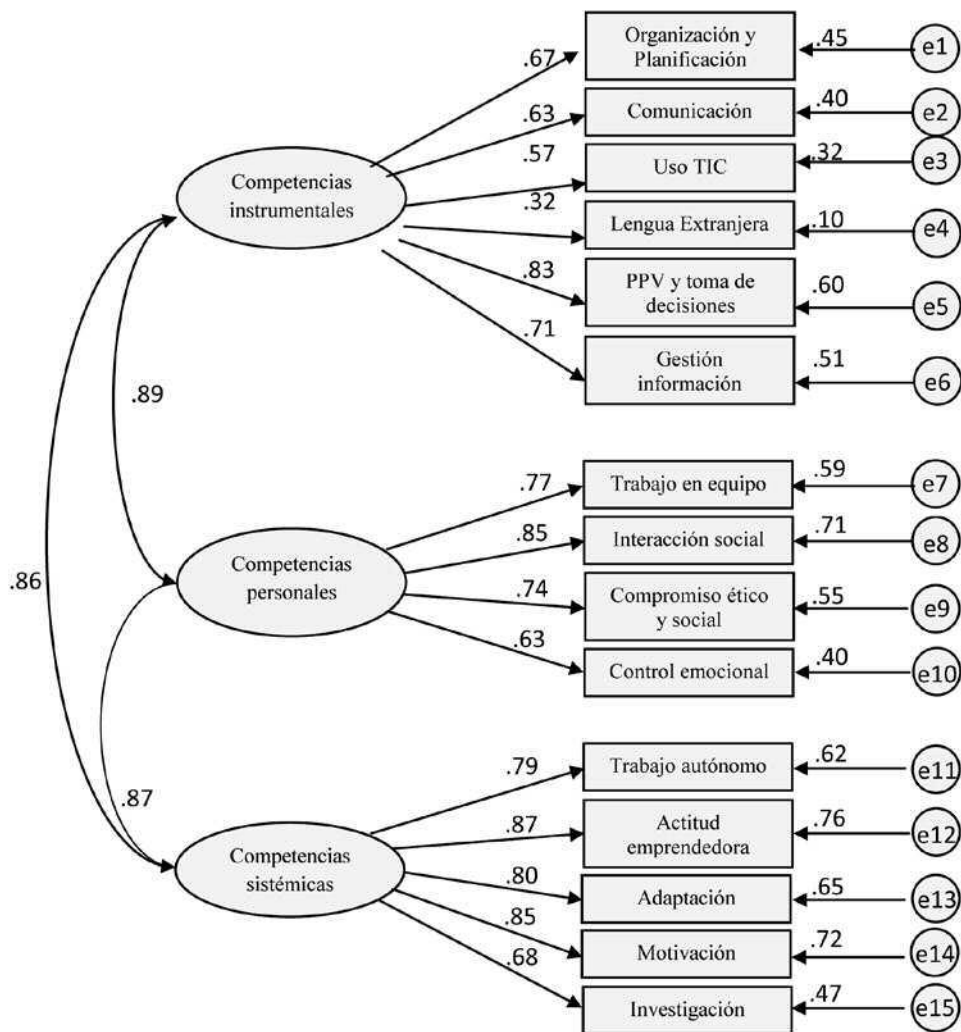 Organización y
Planificación
.45
e1
.67
Comunicación
.40
e2
.63
Uso TIC
.32
e3
.57
Lengua Extranjera
.10
e4
.32
PPV y toma de
decisiones
.60
e5
.83
Gestión
información
.51
e6
.71
Competencias
instrumentales
.89
.86
.87
Trabajo en equipo
.59
e7
.77
Interacción social
.71
e8
.85
Compromiso ético
y social
.55
e9
.74
Control emocional
.40
e10
.63
Competencias
personales
Trabajo autónomo
.62
e11
.79
Actitud
emprendedora
.76
e12
.87
Adaptación
.65
e13
.80
Motivación
.72
e14
.85
Investigación
.47
e15
.68
Competencias
sistémicas